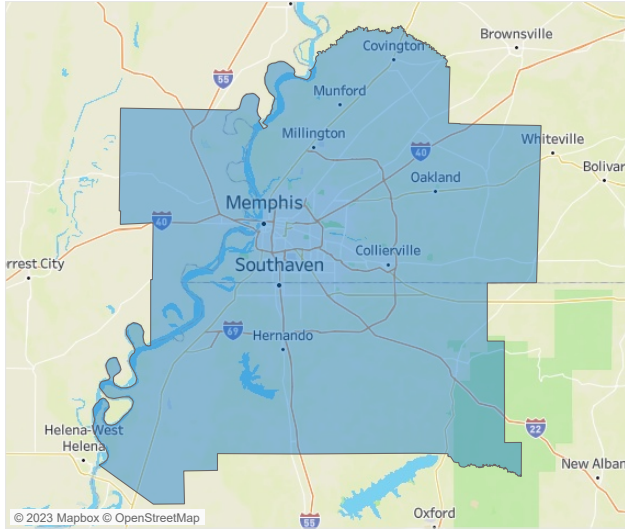 55
Covington
Brownsville
Munford
Millington
40
Whiteville
Bolivar
Oakland
Memphis
40
Collierville
rrest City
Southaven
69
Hernando
Helena-West
Helena
22
New Alban
Oxford
55
© 2023 Mapbox © OpenStreetMap